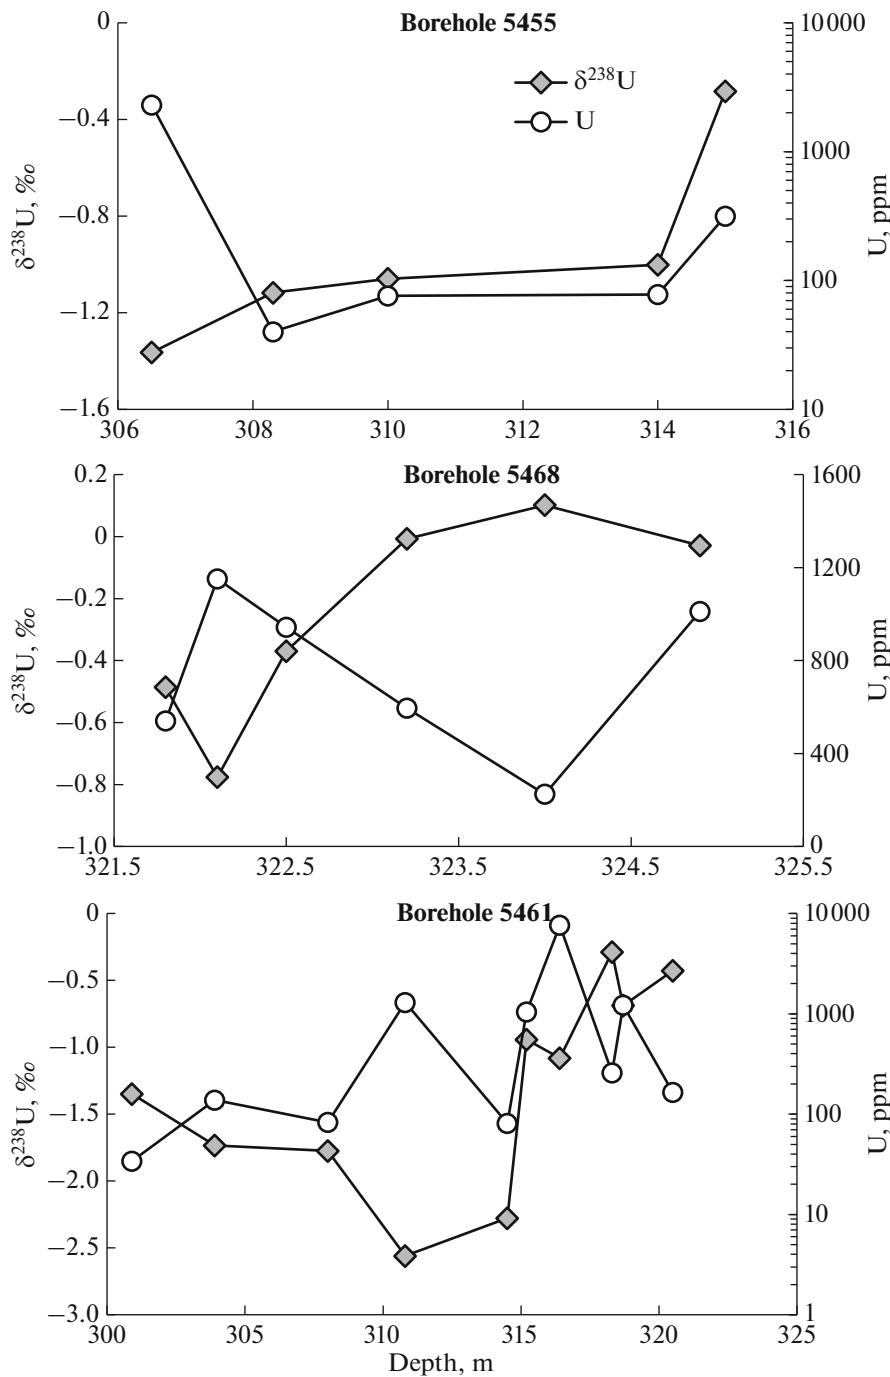 Borehole 5455
δ²³⁸U
U
0
−0.4
−0.8
−1.2
−1.6
δ²³⁸U, ‰
10000
1000
100
10
U, ppm
306 308 310 312 314 316
Borehole 5468
0.2
0
−0.2
−0.4
−0.6
−0.8
−1.0
δ²³⁸U, ‰
1600
1200
800
400
0
U, ppm
321.5 322.5 323.5 324.5 325.5
Borehole 5461
0
−0.5
−1.0
−1.5
−2.0
−2.5
−3.0
δ²³⁸U, ‰
10000
1000
100
10
1
U, ppm
300 305 310 315 320 325
Depth, m